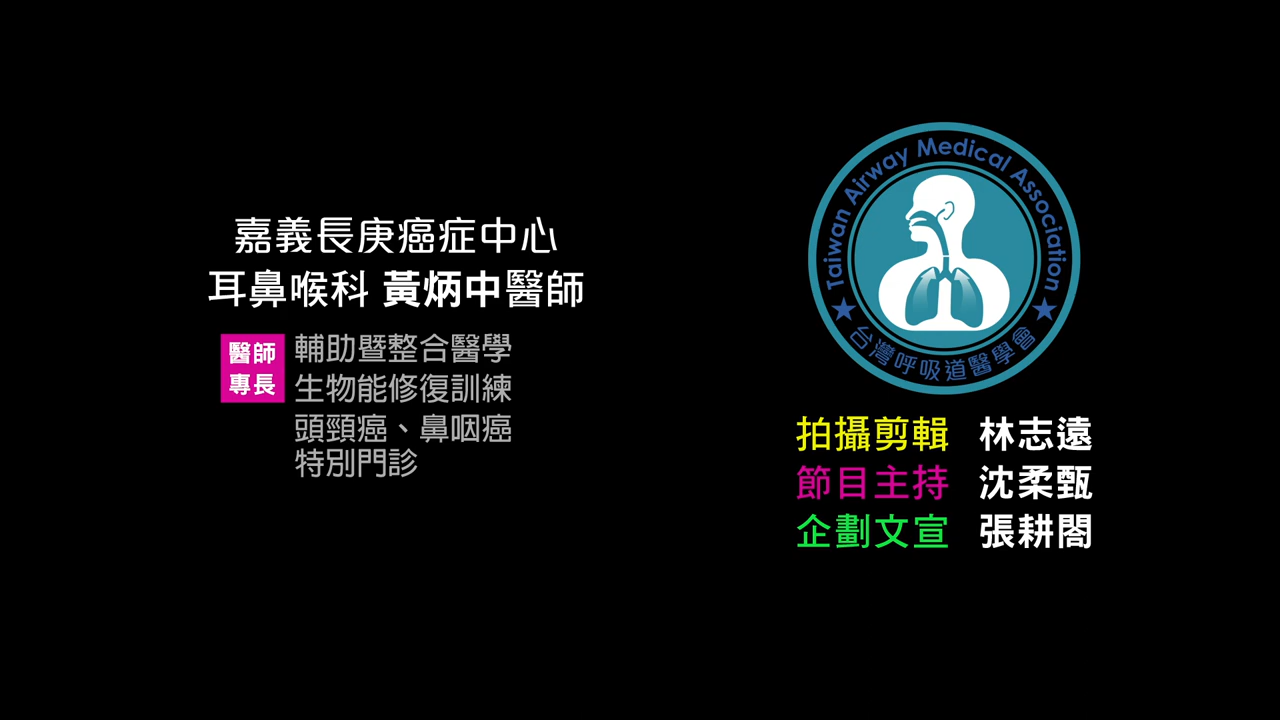 嘉義長庚癌症中心
耳鼻喉科 黃炳中醫師
醫師
專長
輔助暨整合醫學
生物能修復訓練
頭頸癌、鼻咽癌
特別門診
Taiwan Airway Medical Association
台灣呼吸道醫學會
拍攝剪輯 林志遠
節目主持 沈柔甄
企劃文宣 張耕閤